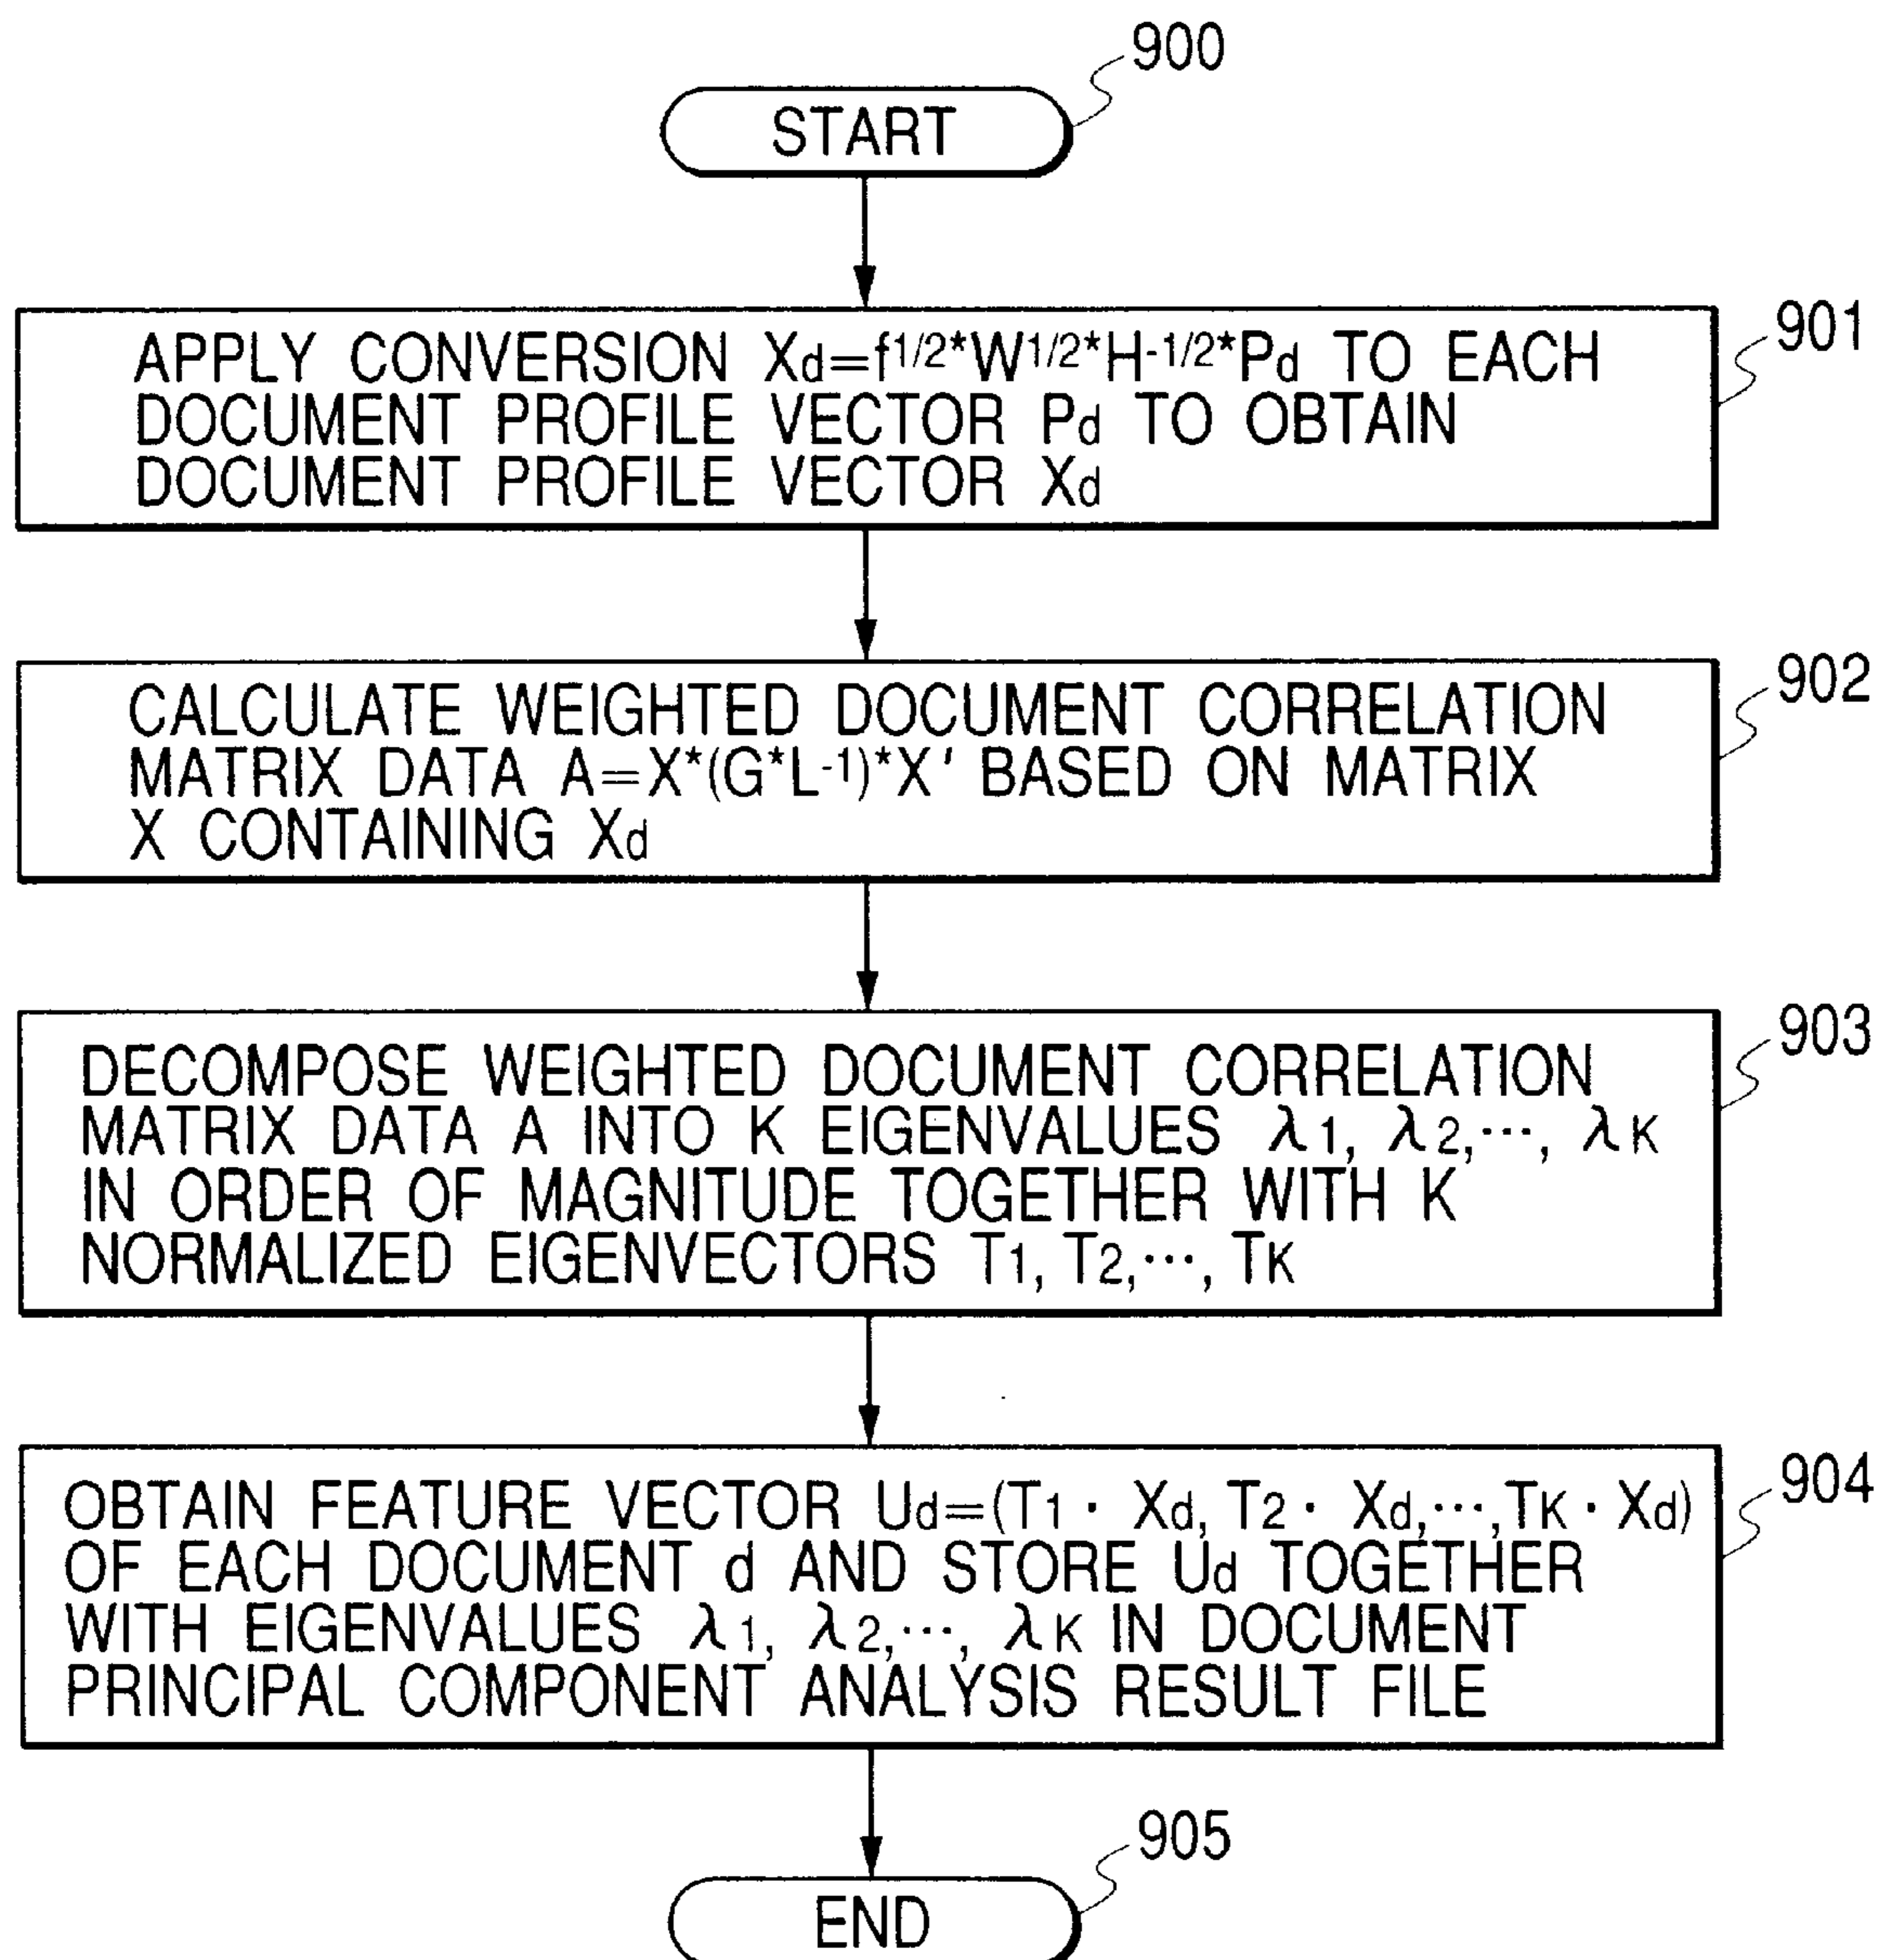 900
START
901
APPLY CONVERSION Xd=f1/2*W1/2*H-1/2*Pd TO EACH
DOCUMENT PROFILE VECTOR Pd TO OBTAIN
DOCUMENT PROFILE VECTOR Xd
902
CALCULATE WEIGHTED DOCUMENT CORRELATION
MATRIX DATA A=X*(G*L-1)*X' BASED ON MATRIX
X CONTAINING Xd
903
DECOMPOSE WEIGHTED DOCUMENT CORRELATION
MATRIX DATA A INTO K EIGENVALUES λ1, λ2,⋯, λK
IN ORDER OF MAGNITUDE TOGETHER WITH K
NORMALIZED EIGENVECTORS T1, T2,⋯, TK
904
OBTAIN FEATURE VECTOR Ud=(T1 · Xd, T2 · Xd,⋯,TK · Xd)
OF EACH DOCUMENT d AND STORE Ud TOGETHER
WITH EIGENVALUES λ1, λ2,⋯, λK IN DOCUMENT
PRINCIPAL COMPONENT ANALYSIS RESULT FILE
905
END